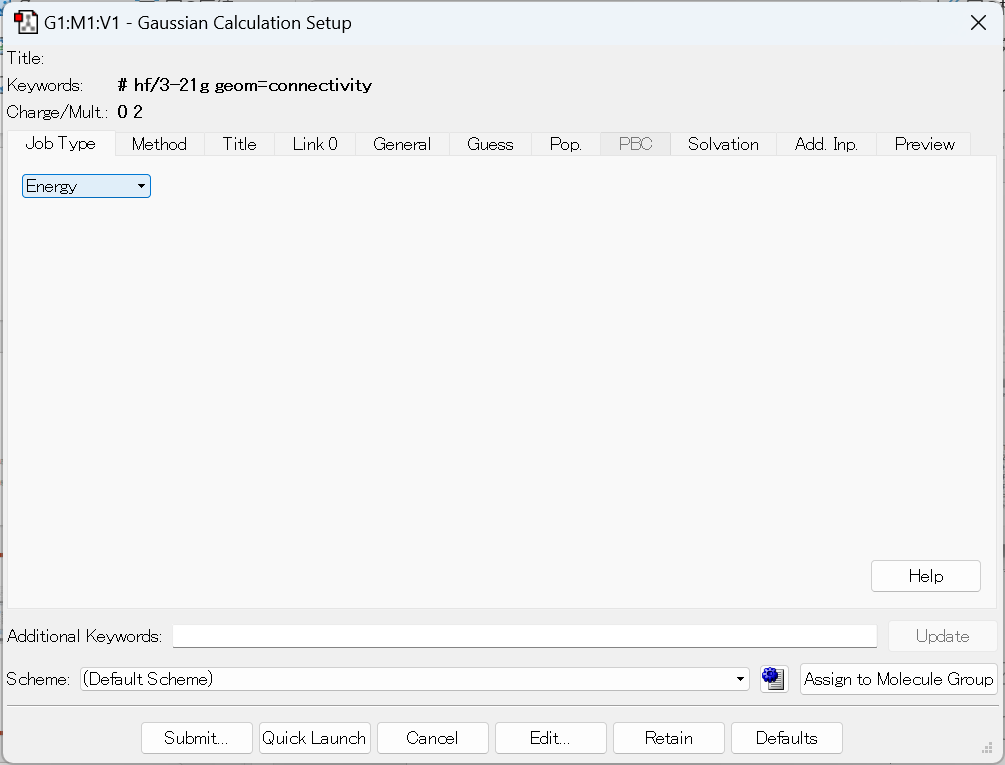 G1:M1:V1 - Gaussian Calculation Setup
Title:
Keywords: # hf/3-21g geom=connectivity
Charge/Mult.: 0 2
Job Type Method Title Link 0 General Guess Pop. PBC Solvation Add. Inp. Preview
Energy
Help
Additional Keywords: Update
Scheme: (Default Scheme) Assign to Molecule Group
Submit... Quick Launch Cancel Edit... Retain Defaults